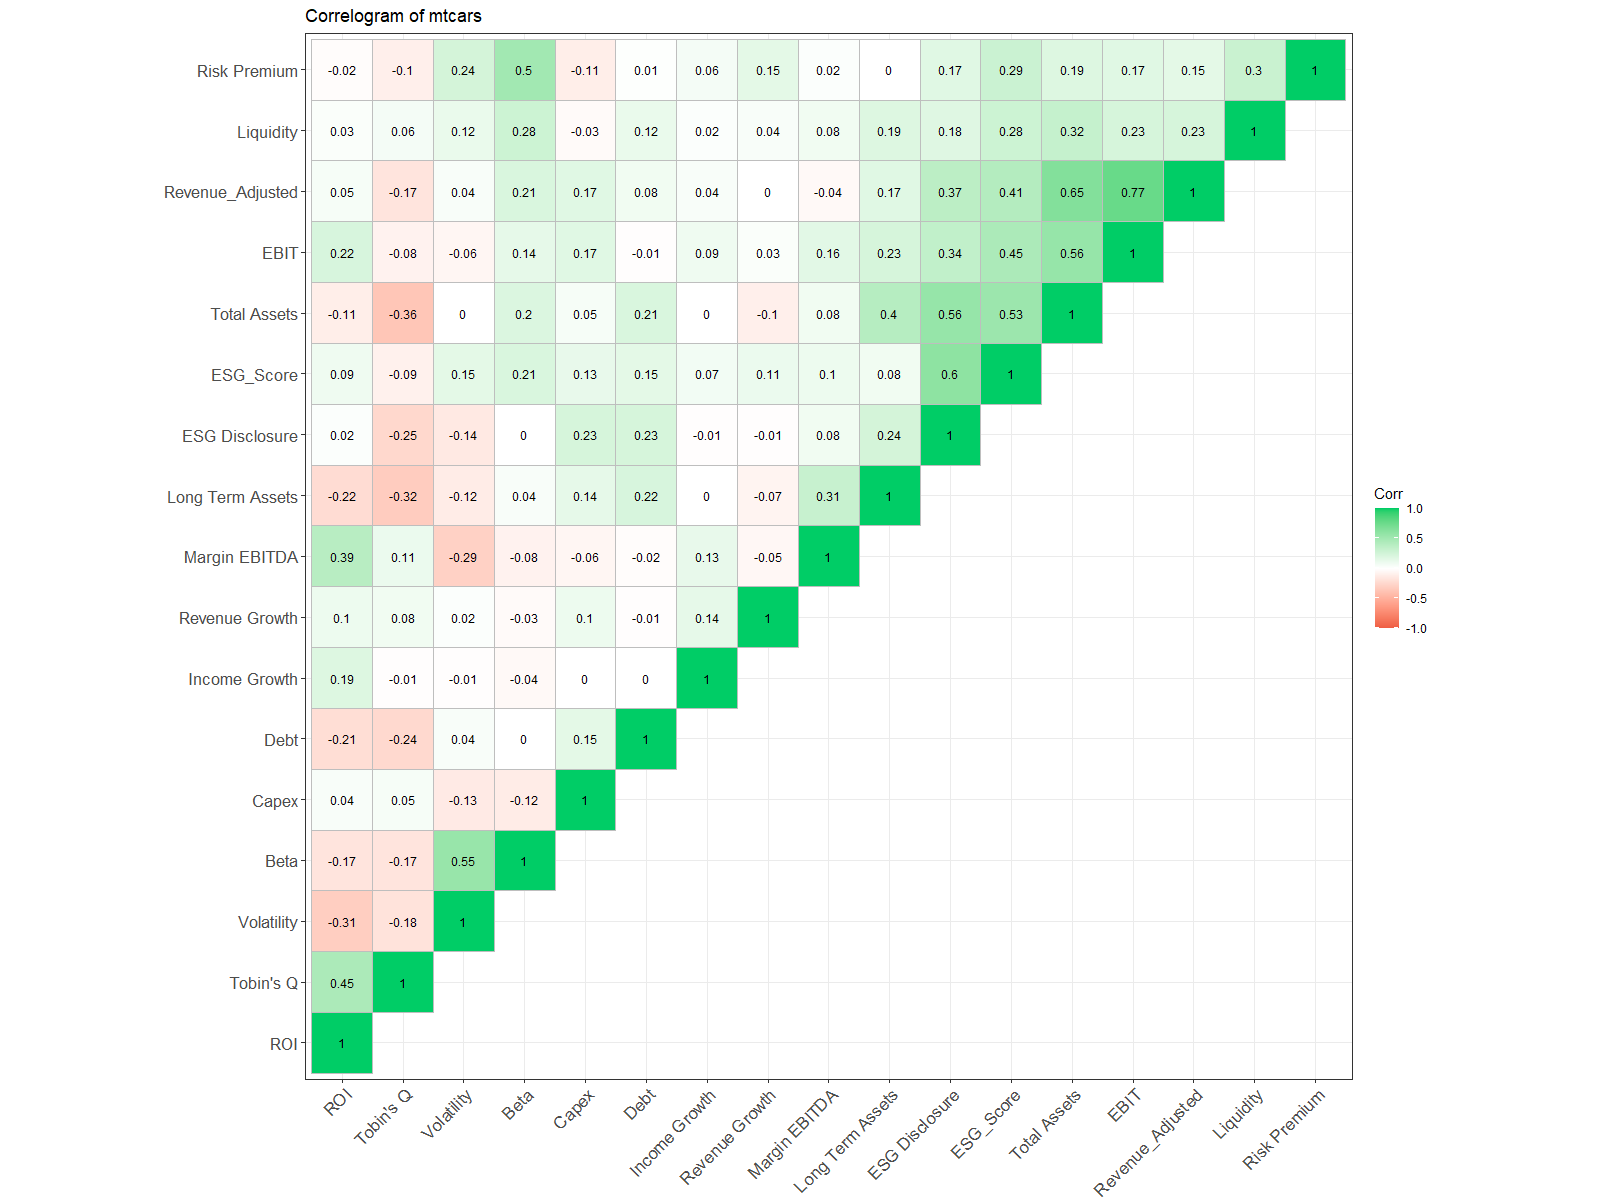 Correlogram of mtcars
Risk Premium -0.02 -0.1 0.24 0.5 -0.11 0.01 0.06 0.15 0.02 0 0.17 0.29 0.19 0.17 0.15 0.3 1
Liquidity 0.03 0.06 0.12 0.28 -0.03 0.12 0.02 0.04 0.08 0.19 0.18 0.28 0.32 0.23 0.23 1
Revenue_Adjusted 0.05 -0.17 0.04 0.21 0.17 0.08 0.04 0 -0.04 0.17 0.37 0.41 0.65 0.77 1
EBIT 0.22 -0.08 -0.06 0.14 0.17 -0.01 0.09 0.03 0.16 0.23 0.34 0.45 0.56 1
Total Assets -0.11 -0.36 0 0.2 0.05 0.21 0 -0.1 0.08 0.4 0.56 0.53 1
ESG_Score 0.09 -0.09 0.15 0.21 0.13 0.15 0.07 0.11 0.1 0.08 0.6 1
ESG Disclosure 0.02 -0.25 -0.14 0 0.23 0.23 -0.01 -0.01 0.08 0.24 1
Long Term Assets -0.22 -0.32 -0.12 0.04 0.14 0.22 0 -0.07 0.31 1
Margin EBITDA 0.39 0.11 -0.29 -0.08 -0.06 -0.02 0.13 -0.05 1
Revenue Growth 0.1 0.08 0.02 -0.03 0.1 -0.01 0.14 1
Income Growth 0.19 -0.01 -0.01 -0.04 0 0 1
Debt -0.21 -0.24 0.04 0 0.15 1
Capex 0.04 0.05 -0.13 -0.12 1
Beta -0.17 -0.17 0.55 1
Volatility -0.31 -0.18 1
Tobin's Q 0.45 1
ROI 1
ROI Tobin's Q Volatility Beta Capex Debt Income Growth Revenue Growth Margin EBITDA Long Term Assets ESG Disclosure ESG_Score Total Assets EBIT Revenue_Adjusted Liquidity Risk Premium
Corr
1.0
0.5
0.0
-0.5
-1.0